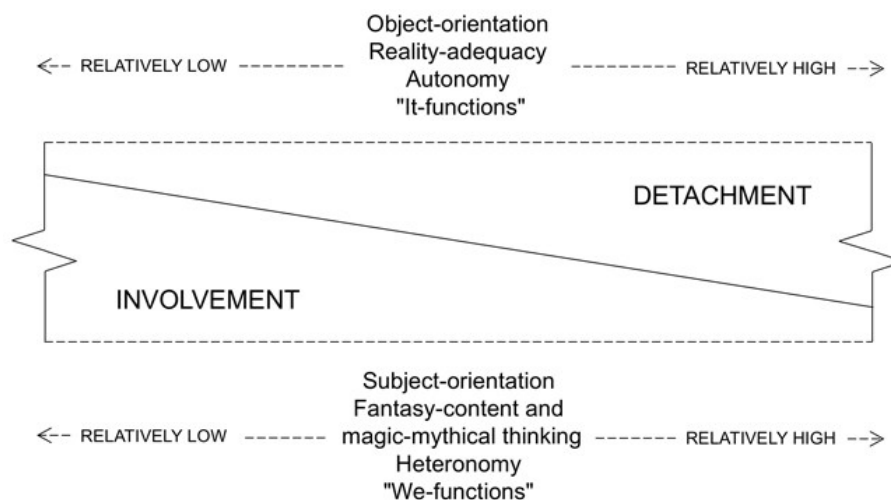 Object-orientation
Reality-adequacy
RELATIVELY LOW
RELATIVELY HIGH
Autonomy
"It-functions"
DETACHMENT
INVOLVEMENT
Subject-orientation
Fantasy-content and
RELATIVELY LOW
magic-mythical thinking
RELATIVELY HIGH
Heteronomy
"We-functions"